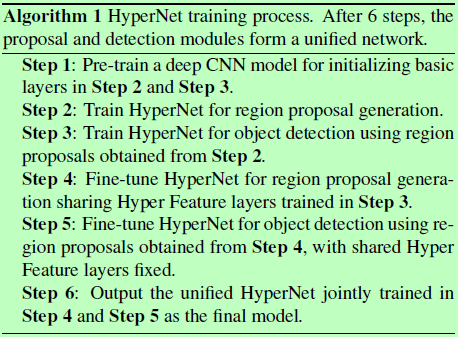 Algorithm 1 HyperNet training process. After 6 steps, the
proposal and detection modules form a unified network.
Step 1: Pre-train a deep CNN model for initializing basic
layers in Step 2 and Step 3.
Step 2: Train HyperNet for region proposal generation.
Step 3: Train HyperNet for object detection using region
proposals obtained from Step 2.
Step 4: Fine-tune HyperNet for region proposal genera-
tion sharing Hyper Feature layers trained in Step 3.
Step 5: Fine-tune HyperNet for object detection using re-
gion proposals obtained from Step 4, with shared Hyper
Feature layers fixed.
Step 6: Output the unified HyperNet jointly trained in
Step 4 and Step 5 as the final model.